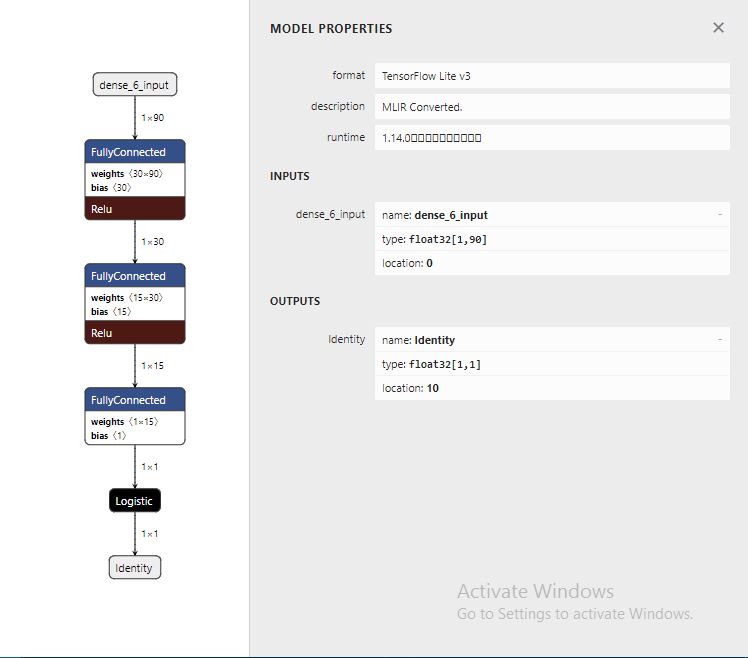 dense_6_input
1×90
FullyConnected
weights 〈30×90〉
bias 〈30〉
Relu
1×30
FullyConnected
weights 〈15×30〉
bias 〈15〉
Relu
1×15
FullyConnected
weights 〈1×15〉
bias 〈1〉
1×1
Logistic
1×1
Identity
MODEL PROPERTIES ×
format TensorFlow Lite v3
description MLIR Converted.
runtime 1.14.0
INPUTS
dense_6_input name: dense_6_input -
type: float32[1,90]
location: 0
OUTPUTS
Identity name: Identity -
type: float32[1,1]
location: 10
Activate Windows
Go to Settings to activate Windows.